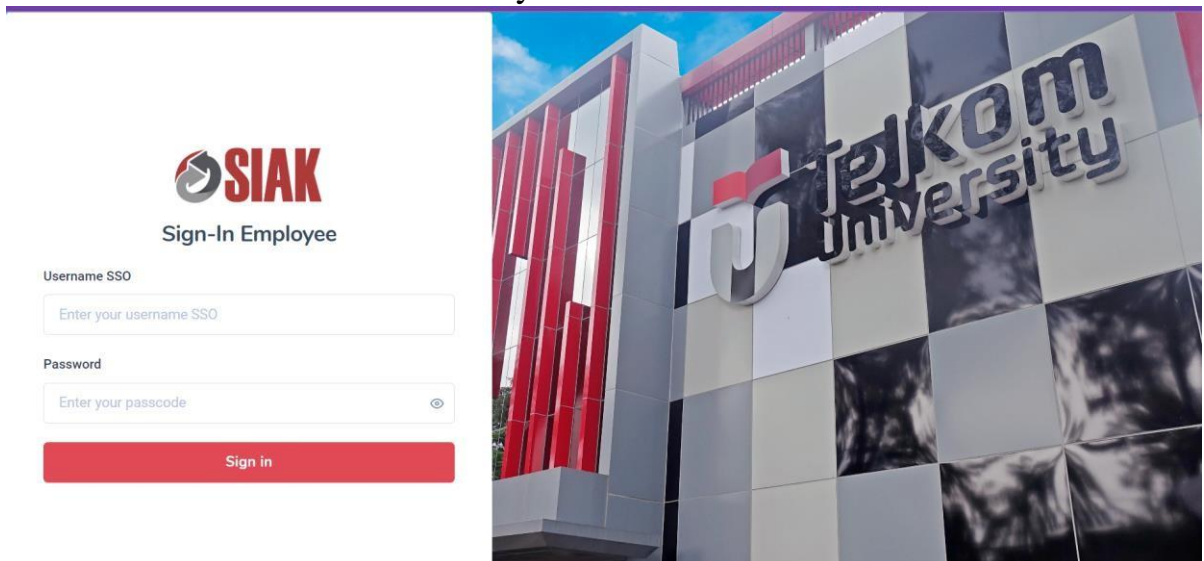 SIAK
Sign-In Employee
Username SSO
Enter your username SSO
Password
Enter your passcode
Sign in
Telkom
University